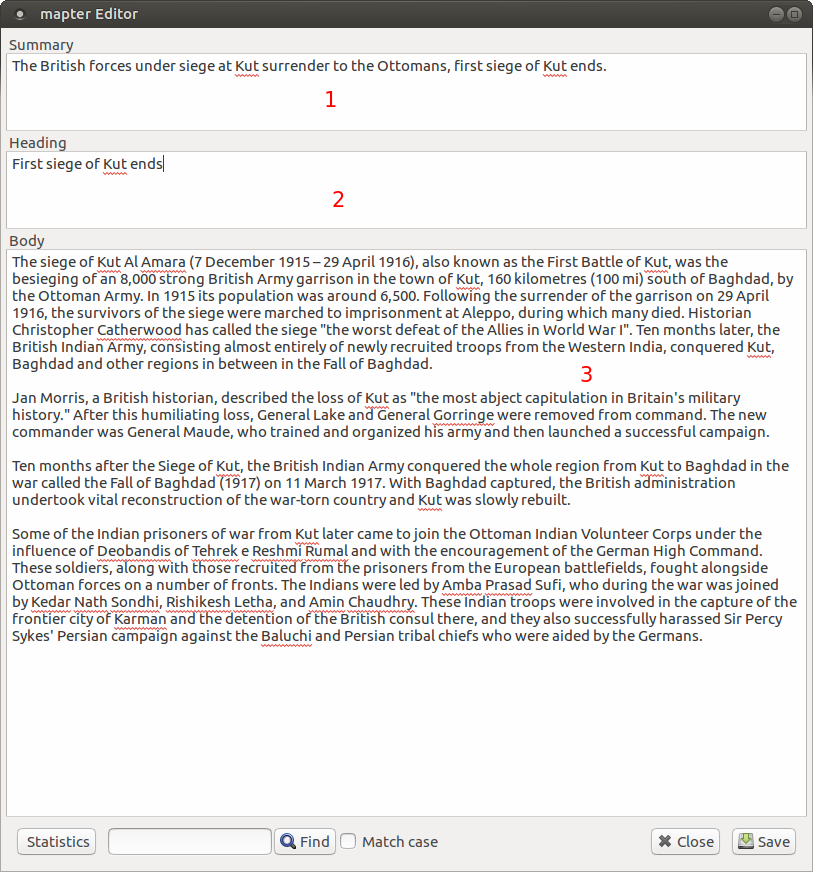 mapter Editor
Summary
The British forces under siege at Kut surrender to the Ottomans, first siege of Kut ends.
1
Heading
First siege of Kut ends
2
Body
The siege of Kut Al Amara (7 December 1915 – 29 April 1916), also known as the First Battle of Kut, was the
besieging of an 8,000 strong British Army garrison in the town of Kut, 160 kilometres (100 mi) south of Baghdad, by
the Ottoman Army. In 1915 its population was around 6,500. Following the surrender of the garrison on 29 April
1916, the survivors of the siege were marched to imprisonment at Aleppo, during which many died. Historian
Christopher Catherwood has called the siege "the worst defeat of the Allies in World War I". Ten months later, the
British Indian Army, consisting almost entirely of newly recruited troops from the Western India, conquered Kut,
Baghdad and other regions in between in the Fall of Baghdad.
3
Jan Morris, a British historian, described the loss of Kut as "the most abject capitulation in Britain's military
history." After this humiliating loss, General Lake and General Gorringe were removed from command. The new
commander was General Maude, who trained and organized his army and then launched a successful campaign.
Ten months after the Siege of Kut, the British Indian Army conquered the whole region from Kut to Baghdad in the
war called the Fall of Baghdad (1917) on 11 March 1917. With Baghdad captured, the British administration
undertook vital reconstruction of the war-torn country and Kut was slowly rebuilt.
Some of the Indian prisoners of war from Kut later came to join the Ottoman Indian Volunteer Corps under the
influence of Deobandis of Tehrek e Reshmi Rumal and with the encouragement of the German High Command.
These soldiers, along with those recruited from the prisoners from the European battlefields, fought alongside
Ottoman forces on a number of fronts. The Indians were led by Amba Prasad Sufi, who during the war was joined
by Kedar Nath Sondhi, Rishikesh Letha, and Amin Chaudhry. These Indian troops were involved in the capture of the
frontier city of Karman and the detention of the British consul there, and they also successfully harassed Sir Percy
Sykes' Persian campaign against the Baluchi and Persian tribal chiefs who were aided by the Germans.
Statistics Find Match case Close Save